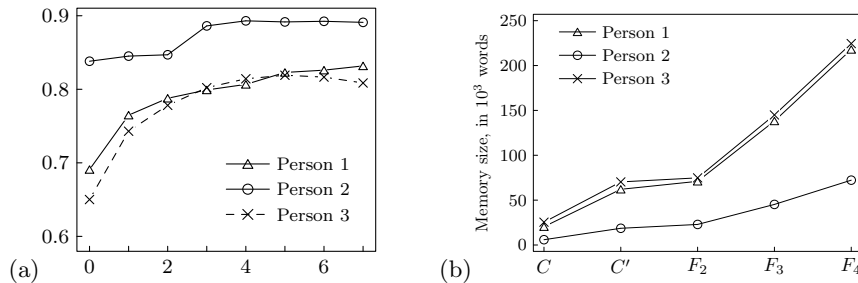 0.9
0.8
0.7
0.6
0 2 4 6
Person 1
Person 2
Person 3
(a)
Memory size, in 10³ words
250
200
150
100
50
0
C C′ F₂ F₃ F₄
Person 1
Person 2
Person 3
(b)